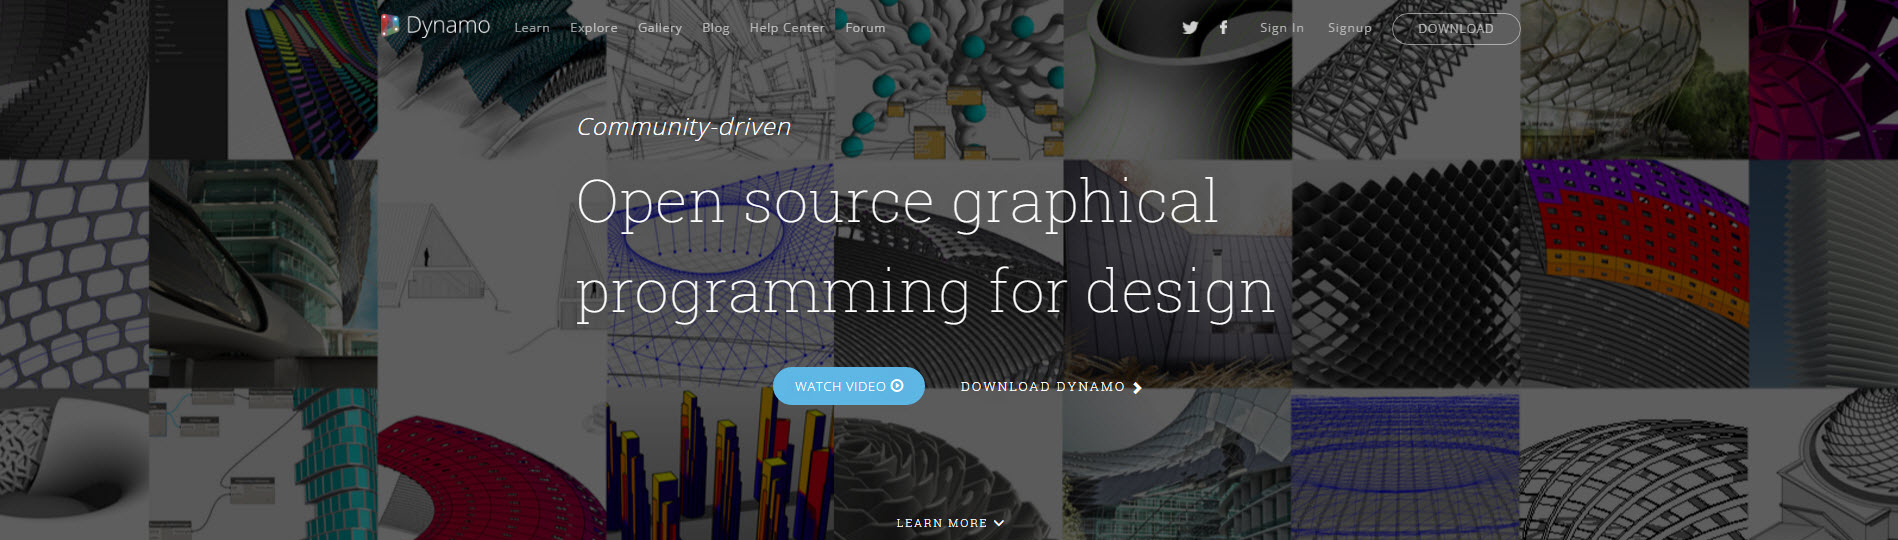 Dynamo Learn Explore Gallery Blog Help Center Forum Sign In Signup DOWNLOAD
Community-driven
Open source graphical
programming for design
WATCH VIDEO DOWNLOAD DYNAMO
LEARN MORE